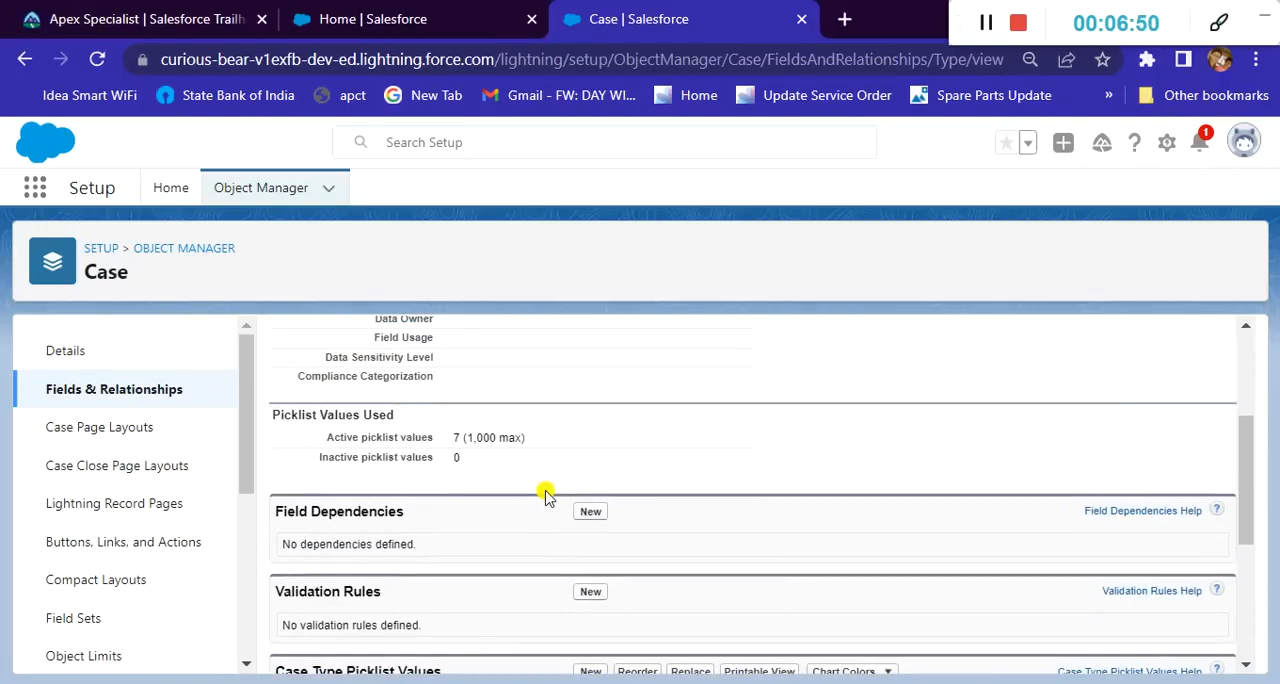 Apex Specialist | Salesforce Trailh
Home | Salesforce
Case | Salesforce
00:06:50
curious-bear-v1exfb-dev-ed.lightning.force.com/lightning/setup/ObjectManager/Case/FieldsAndRelationships/Type/view
Idea Smart WiFi
State Bank of India
apct
New Tab
Gmail - FW: DAY WI...
Home
Update Service Order
Spare Parts Update
»
Other bookmarks
Search Setup
1
Setup
Home
Object Manager
SETUP > OBJECT MANAGER
Case
Details
Fields & Relationships
Case Page Layouts
Case Close Page Layouts
Lightning Record Pages
Buttons, Links, and Actions
Compact Layouts
Field Sets
Object Limits
Data Owner
Field Usage
Data Sensitivity Level
Compliance Categorization
Picklist Values Used
Active picklist values 7 (1,000 max)
Inactive picklist values 0
Field Dependencies New Field Dependencies Help ?
No dependencies defined.
Validation Rules New Validation Rules Help ?
No validation rules defined.
Case Type Picklist Values New Reorder Replace Printable View Chart Colors Case Type Picklist Values Help ?